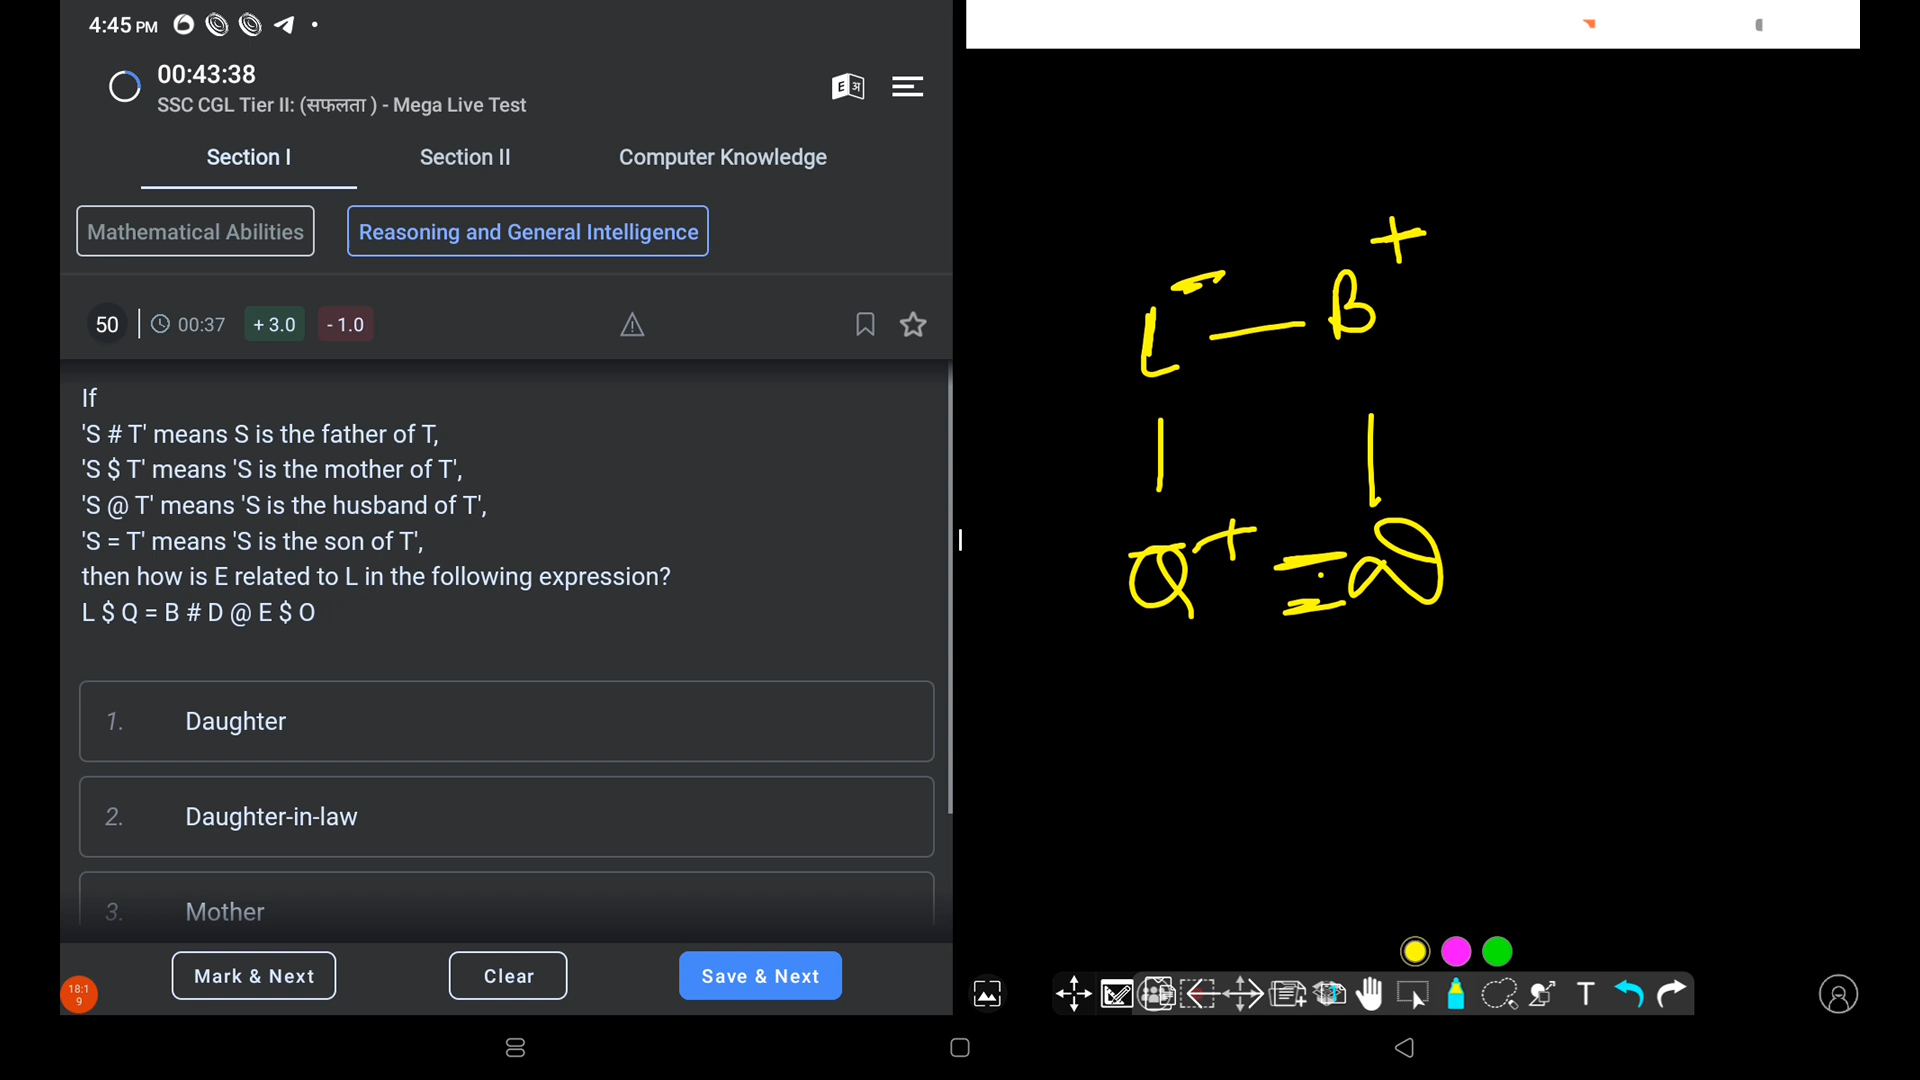 4:45 PM
00:43:38
SSC CGL Tier II: (सफलता ) - Mega Live Test
E अ
Section I
Section II
Computer Knowledge
Mathematical Abilities
Reasoning and General Intelligence
50
00:37
+ 3.0
- 1.0
If
'S # T' means S is the father of T,
'S $ T' means 'S is the mother of T',
'S @ T' means 'S is the husband of T',
'S = T' means 'S is the son of T',
then how is E related to L in the following expression?
L $ Q = B # D @ E $ O
1. Daughter
2. Daughter-in-law
3. Mother
Mark & Next
Clear
Save & Next
18:1
9
L – B +
Q + = D
T